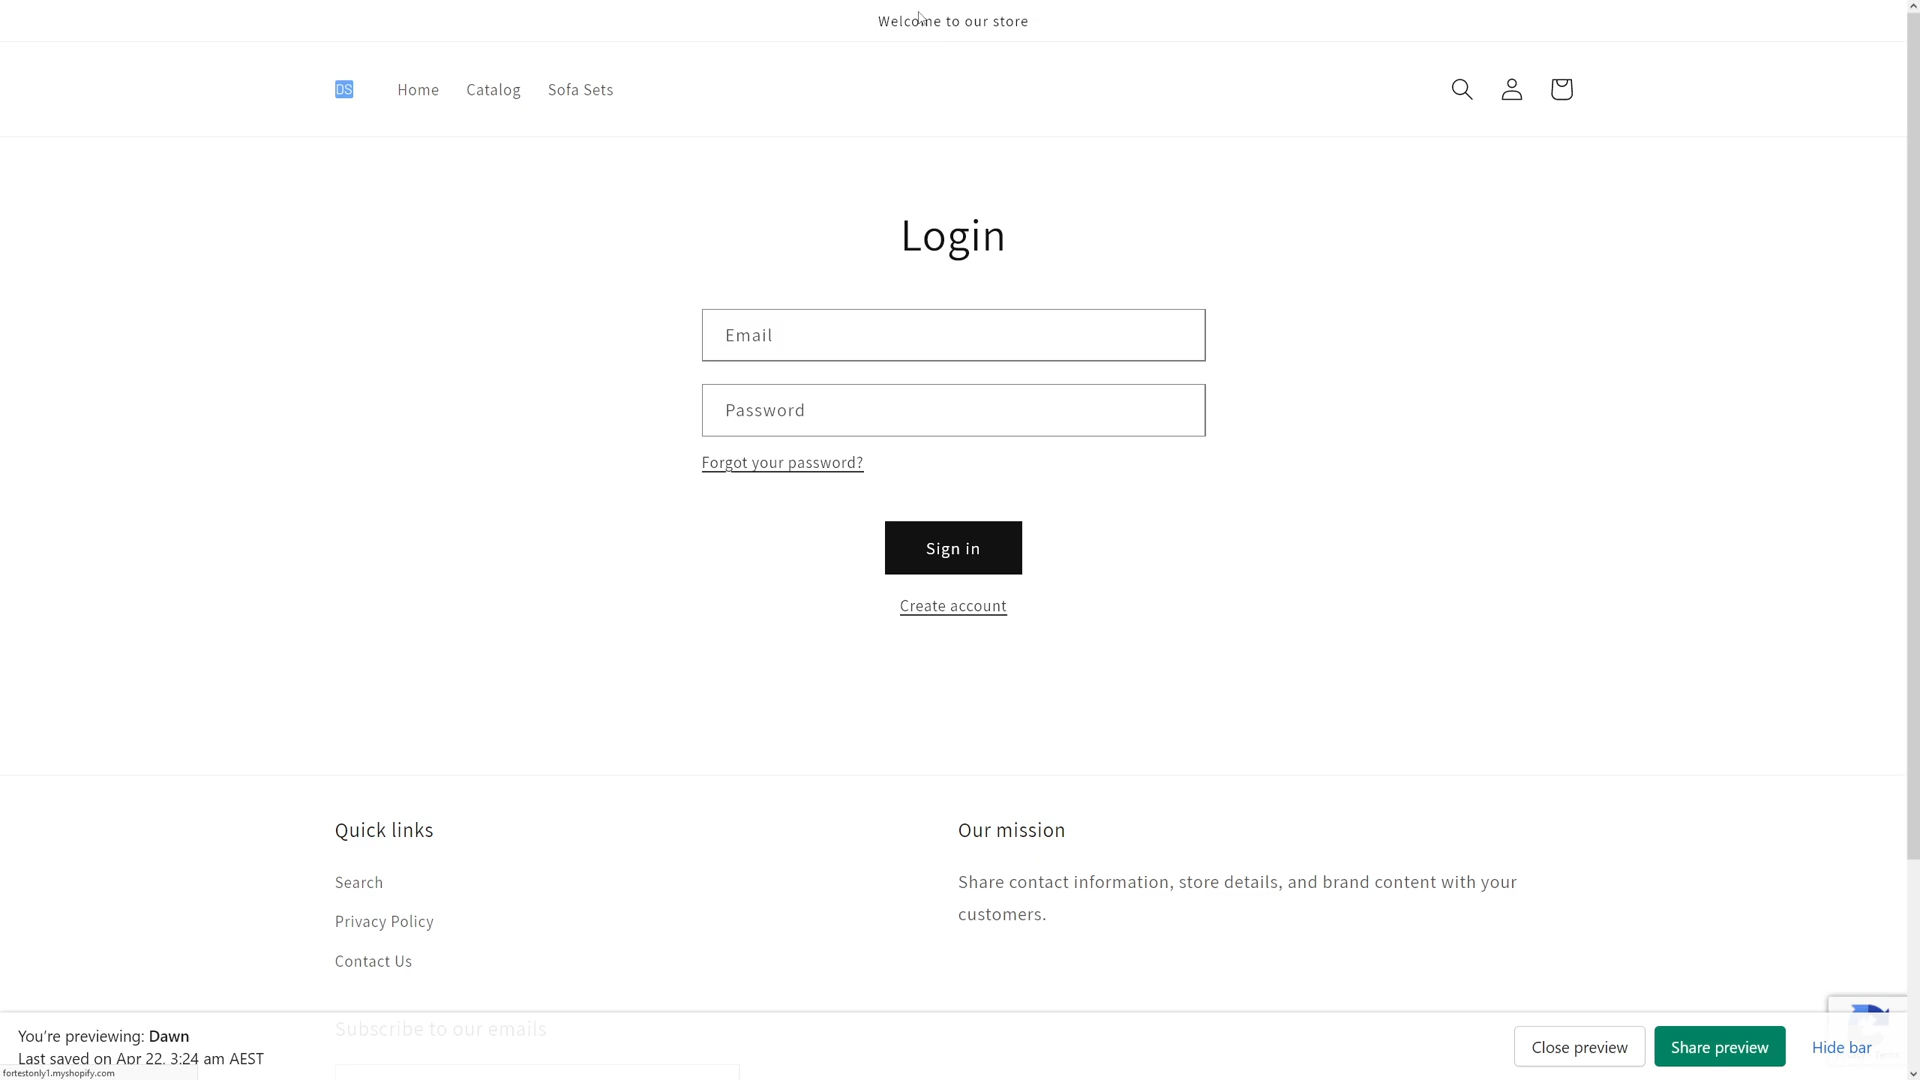 Welcome to our store
DS
Home
Catalog
Sofa Sets
Login
Email
Password
Forgot your password?
Sign in
Create account
Quick links
Our mission
Search
Share contact information, store details, and brand content with your
customers.
Privacy Policy
Contact Us
Subscribe to our emails
You're previewing: Dawn
Last saved on Apr 22, 3:24 am AEST
Close preview
Share preview
Hide bar
fortestonly1.myshopify.com